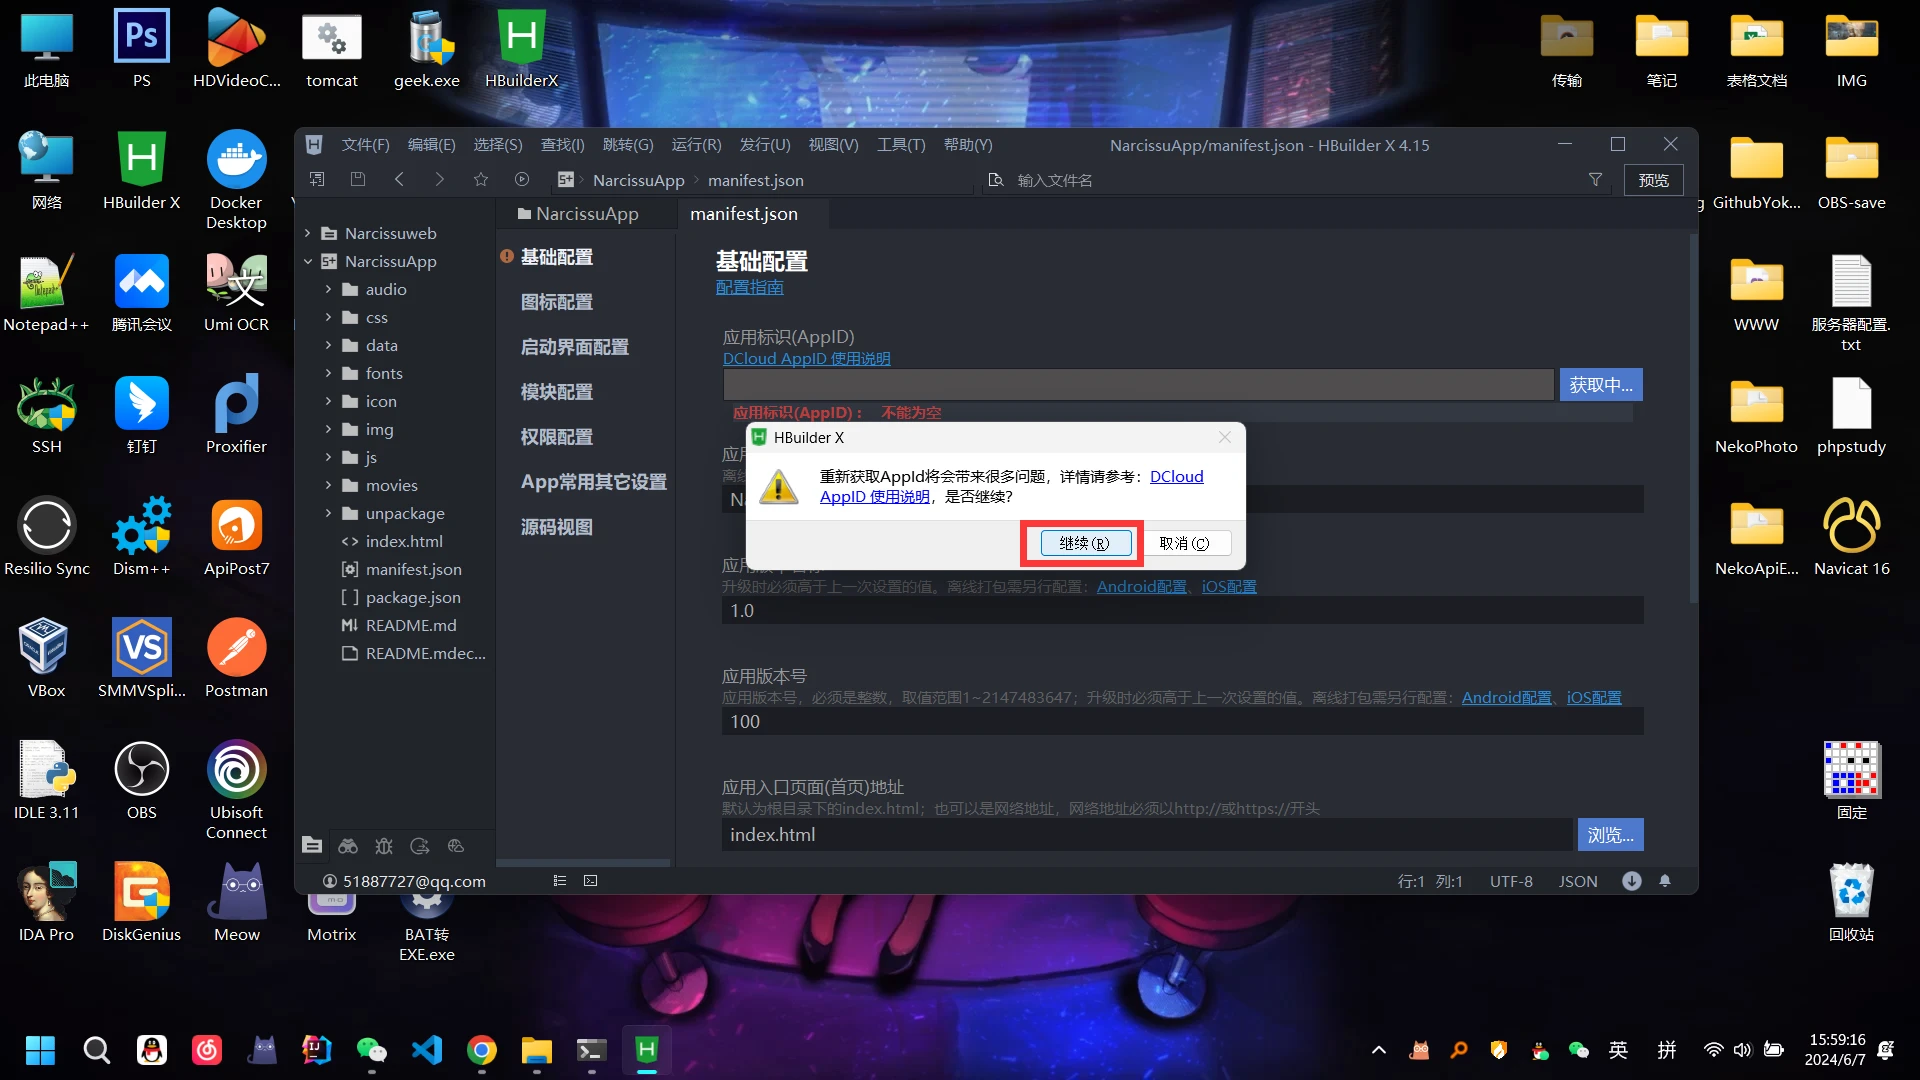 此电脑
PS
HDVideoC...
tomcat
geek.exe
HBuilderX
传输
笔记
表格文档
IMG
网络
HBuilder X
Docker
Desktop
GithubYok...
OBS-save
Notepad++
腾讯会议
Umi OCR
WWW
服务器配置.
txt
SSH
钉钉
Proxifier
NekoPhoto
phpstudy
Resilio Sync
Dism++
ApiPost7
NekoApiE...
Navicat 16
VBox
SMMVSpli...
Postman
IDLE 3.11
OBS
Ubisoft
Connect
固定
IDA Pro
DiskGenius
Meow
Motrix
BAT转
EXE.exe
回收站
文件(F) 编辑(E) 选择(S) 查找(I) 跳转(G) 运行(R) 发行(U) 视图(V) 工具(T) 帮助(Y)
NarcissuApp/manifest.json - HBuilder X 4.15
NarcissuApp
manifest.json
输入文件名
预览
NarcissuApp
manifest.json
Narcissuweb
NarcissuApp
audio
css
data
fonts
icon
img
js
movies
unpackage
index.html
manifest.json
package.json
README.md
README.mdec...
基础配置
图标配置
启动界面配置
模块配置
权限配置
App常用其它设置
源码视图
基础配置
配置指南
应用标识(AppID)
DCloud AppID 使用说明
获取中...
应用标识(AppID)： 不能为空
HBuilder X
重新获取AppId将会带来很多问题，详情请参考：DCloud
AppID 使用说明，是否继续?
继续(R)
取消(C)
升级时必须高于上一次设置的值。离线打包需另行配置：Android配置、iOS配置
1.0
应用版本号
应用版本号，必须是整数，取值范围1~2147483647；升级时必须高于上一次设置的值。离线打包需另行配置：Android配置、iOS配置
100
应用入口页面(首页)地址
默认为根目录下的index.html；也可以是网络地址，网络地址必须以http://或https://开头
index.html
浏览...
51887727@qq.com
行:1 列:1
UTF-8
JSON
英
拼
15:59:16
2024/6/7